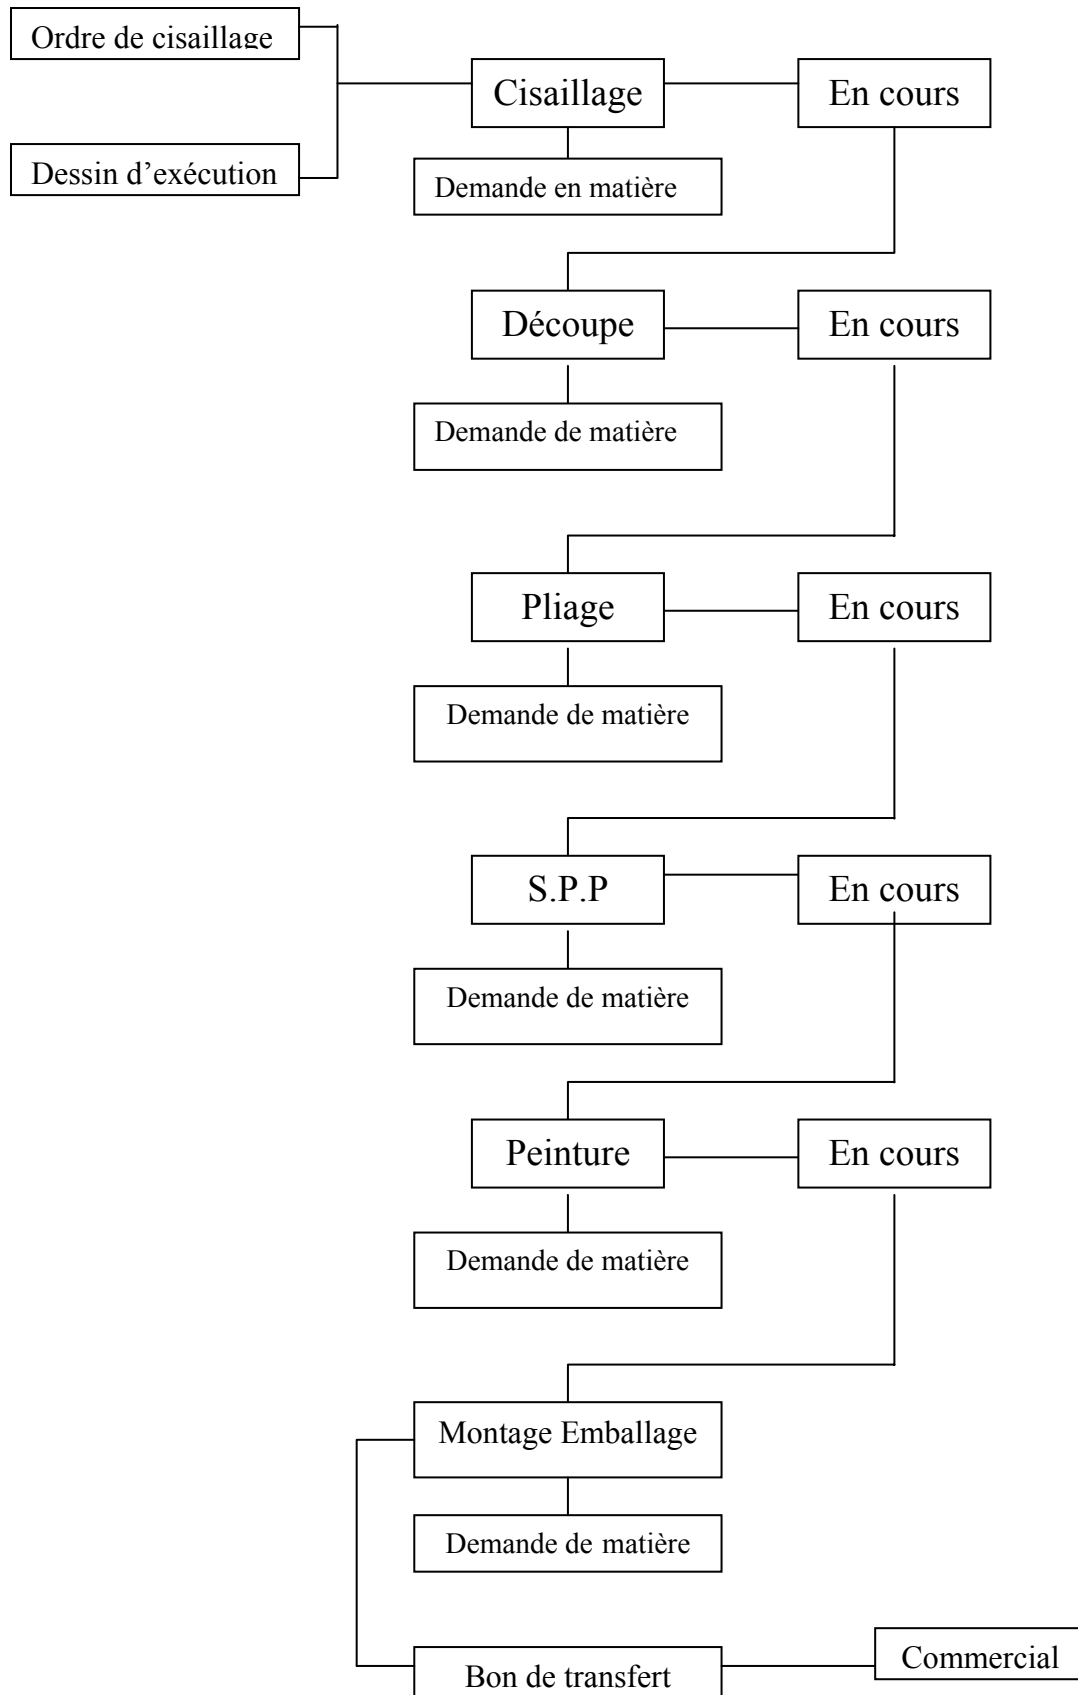 Ordre de cisaillage
Cisaillage
En cours
Dessin d’exécution
Demande en matière
Découpe
En cours
Demande de matière
Pliage
En cours
Demande de matière
S.P.P
En cours
Demande de matière
Peinture
En cours
Demande de matière
Montage Emballage
Demande de matière
Commercial
Bon de transfert